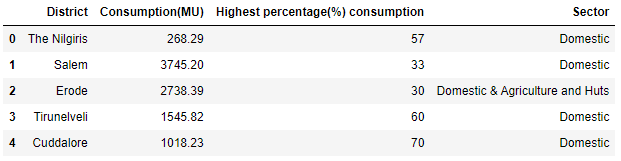 District Consumption(MU) Highest percentage(%) consumption Sector
0 The Nilgiris 268.29 57 Domestic
1 Salem 3745.20 33 Domestic
2 Erode 2738.39 30 Domestic & Agriculture and Huts
3 Tirunelveli 1545.82 60 Domestic
4 Cuddalore 1018.23 70 Domestic